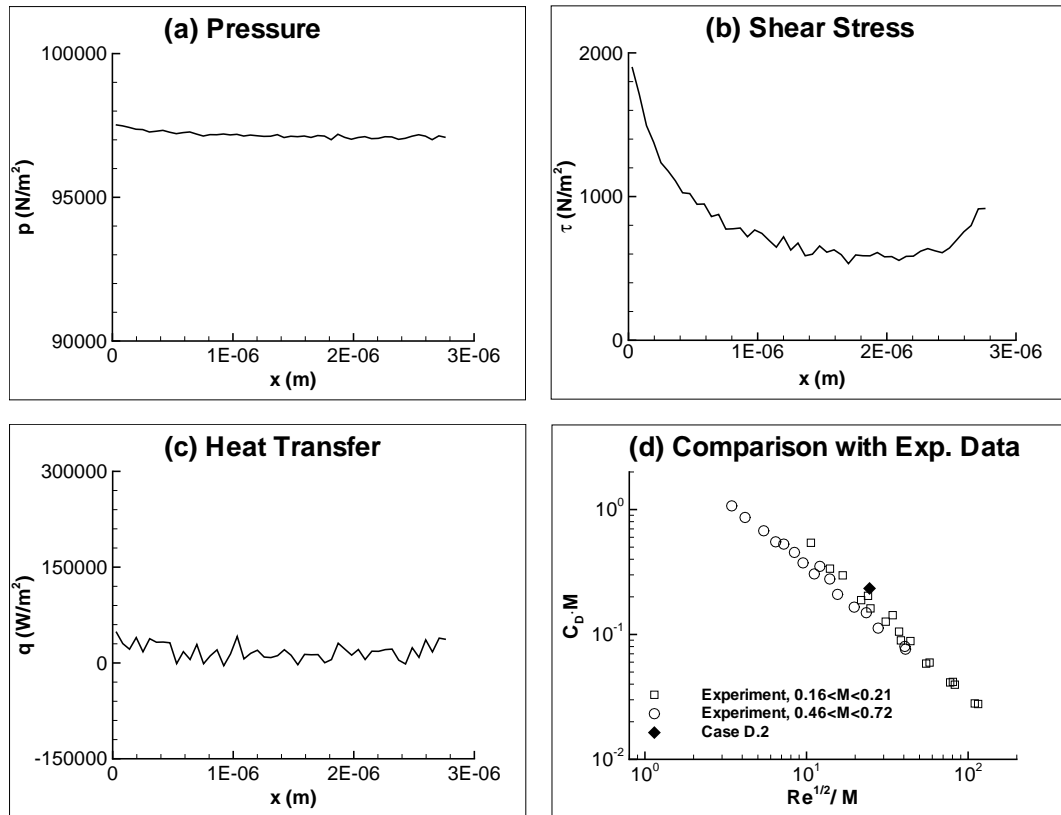 (a) Pressure
100000
95000
90000
p (N/m²)
0
1E-06
2E-06
3E-06
x (m)
(b) Shear Stress
2000
1000
0
τ (N/m²)
0
1E-06
2E-06
3E-06
x (m)
(c) Heat Transfer
300000
150000
0
-150000
q (W/m²)
0
1E-06
2E-06
3E-06
x (m)
(d) Comparison with Exp. Data
10⁰
10⁻¹
10⁻²
C_D·M
Experiment, 0.16<M<0.21
Experiment, 0.46<M<0.72
Case D.2
10⁰
10¹
10²
Re^{1/2}/ M